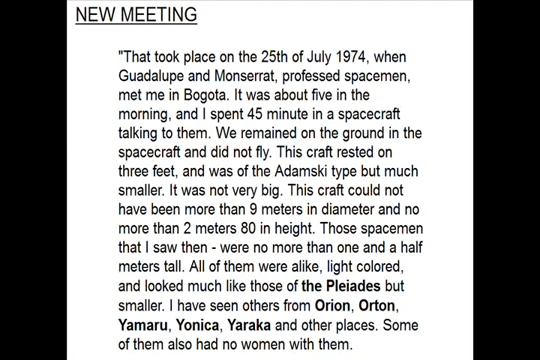 NEW MEETING
"That took place on the 25th of July 1974, when
Guadalupe and Monserrat, professed spacemen,
met me in Bogota. It was about five in the
morning, and I spent 45 minute in a spacecraft
talking to them. We remained on the ground in the
spacecraft and did not fly. This craft rested on
three feet, and was of the Adamski type but much
smaller. It was not very big. This craft could not
have been more than 9 meters in diameter and no
more than 2 meters 80 in height. Those spacemen
that I saw then - were no more than one and a half
meters tall. All of them were alike, light colored,
and looked much like those of the Pleiades but
smaller. I have seen others from Orion, Orton,
Yamaru, Yonica, Yaraka and other places. Some
of them also had no women with them.